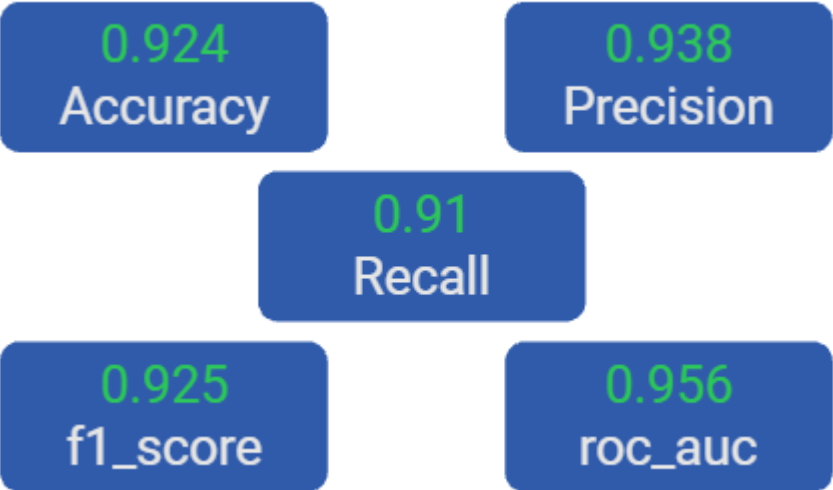 0.924
Accuracy
0.938
Precision
0.91
Recall
0.925
f1_score
0.956
roc_auc